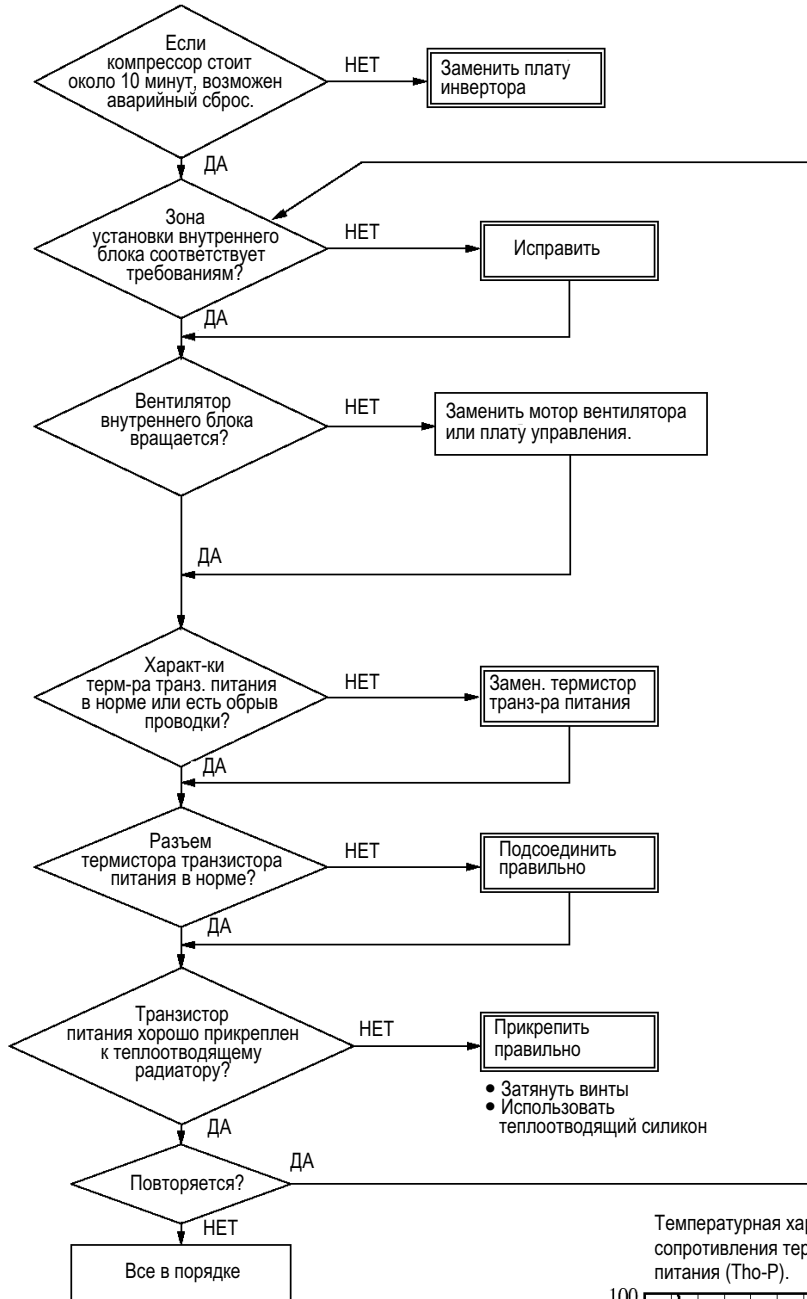 Если
компрессор стоит
около 10 минут, возможен
аварийный сброс.
НЕТ
Заменить плату
инвертора
ДА
Зона
установки внутреннего
блока соответствует
требованиям?
НЕТ
Исправить
ДА
Вентилятор
внутреннего блока
вращается?
НЕТ
Заменить мотор вентилятора
или плату управления.
ДА
Характ-ки
терм-ра транз. питания
в норме или есть обрыв
проводки?
НЕТ
Замен. термистор
транз-ра питания
ДА
Разъем
термистора транзистора
питания в норме?
НЕТ
Подсоединить
правильно
ДА
Транзистор
питания хорошо прикреплен
к теплоотводящему
радиатору?
НЕТ
Прикрепить
правильно
• Затянуть винты
• Использовать
теплоотводящий силикон
ДА
Повторяется?
ДА
НЕТ
Все в порядке
Температурная хар
сопротивления тер
питания (Tho-P).
100